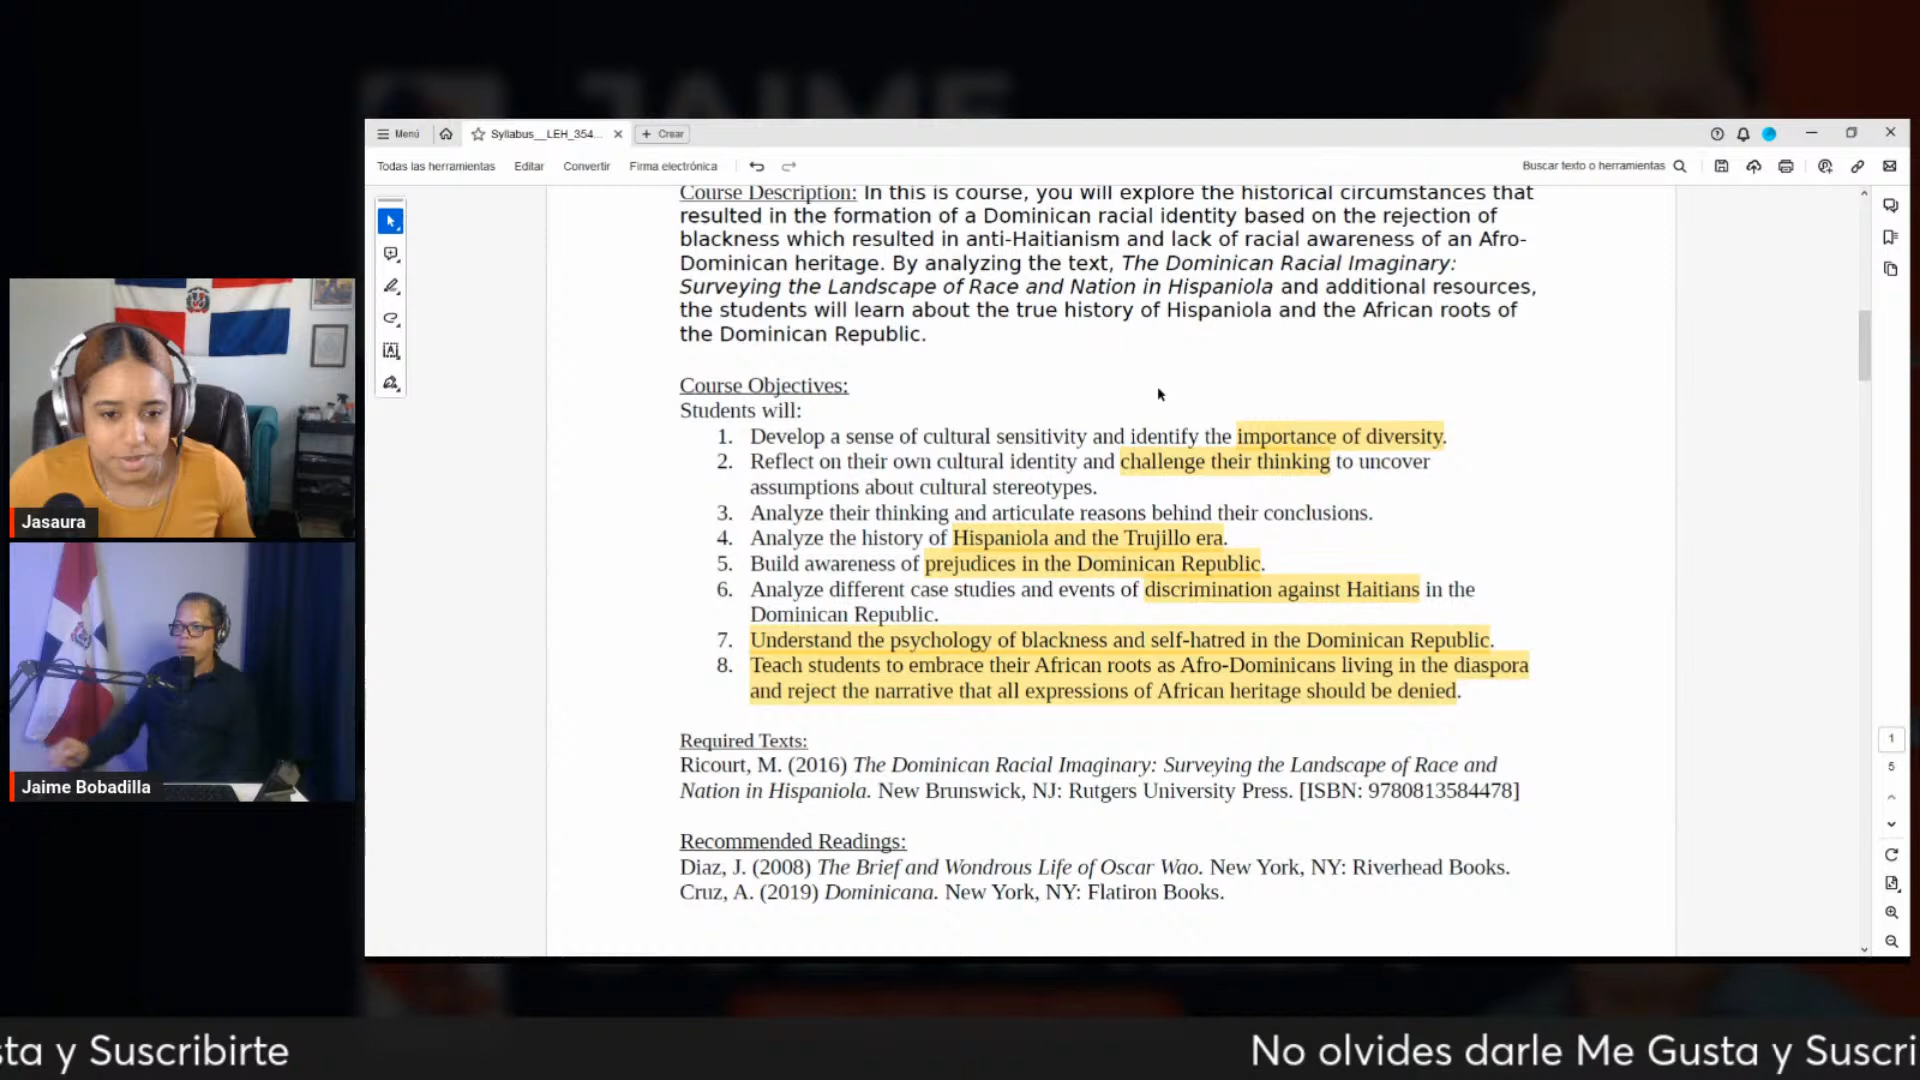 JAIME
Menú
Syllabus__LEH_354...
Crear
Todas las herramientas
Editar
Convertir
Firma electrónica
Buscar texto o herramientas
Course Description: In this is course, you will explore the historical circumstances that
resulted in the formation of a Dominican racial identity based on the rejection of
blackness which resulted in anti-Haitianism and lack of racial awareness of an Afro-
Dominican heritage. By analyzing the text, The Dominican Racial Imaginary:
Surveying the Landscape of Race and Nation in Hispaniola and additional resources,
the students will learn about the true history of Hispaniola and the African roots of
the Dominican Republic.
Course Objectives:
Students will:
1. Develop a sense of cultural sensitivity and identify the importance of diversity.
2. Reflect on their own cultural identity and challenge their thinking to uncover
assumptions about cultural stereotypes.
3. Analyze their thinking and articulate reasons behind their conclusions.
4. Analyze the history of Hispaniola and the Trujillo era.
5. Build awareness of prejudices in the Dominican Republic.
6. Analyze different case studies and events of discrimination against Haitians in the
Dominican Republic.
7. Understand the psychology of blackness and self-hatred in the Dominican Republic.
8. Teach students to embrace their African roots as Afro-Dominicans living in the diaspora
and reject the narrative that all expressions of African heritage should be denied.
Required Texts:
Ricourt, M. (2016) The Dominican Racial Imaginary: Surveying the Landscape of Race and
Nation in Hispaniola. New Brunswick, NJ: Rutgers University Press. [ISBN: 9780813584478]
Recommended Readings:
Diaz, J. (2008) The Brief and Wondrous Life of Oscar Wao. New York, NY: Riverhead Books.
Cruz, A. (2019) Dominicana. New York, NY: Flatiron Books.
1
5
Jasaura
Jaime Bobadilla
sta y Suscribirte
No olvides darle Me Gusta y Suscri